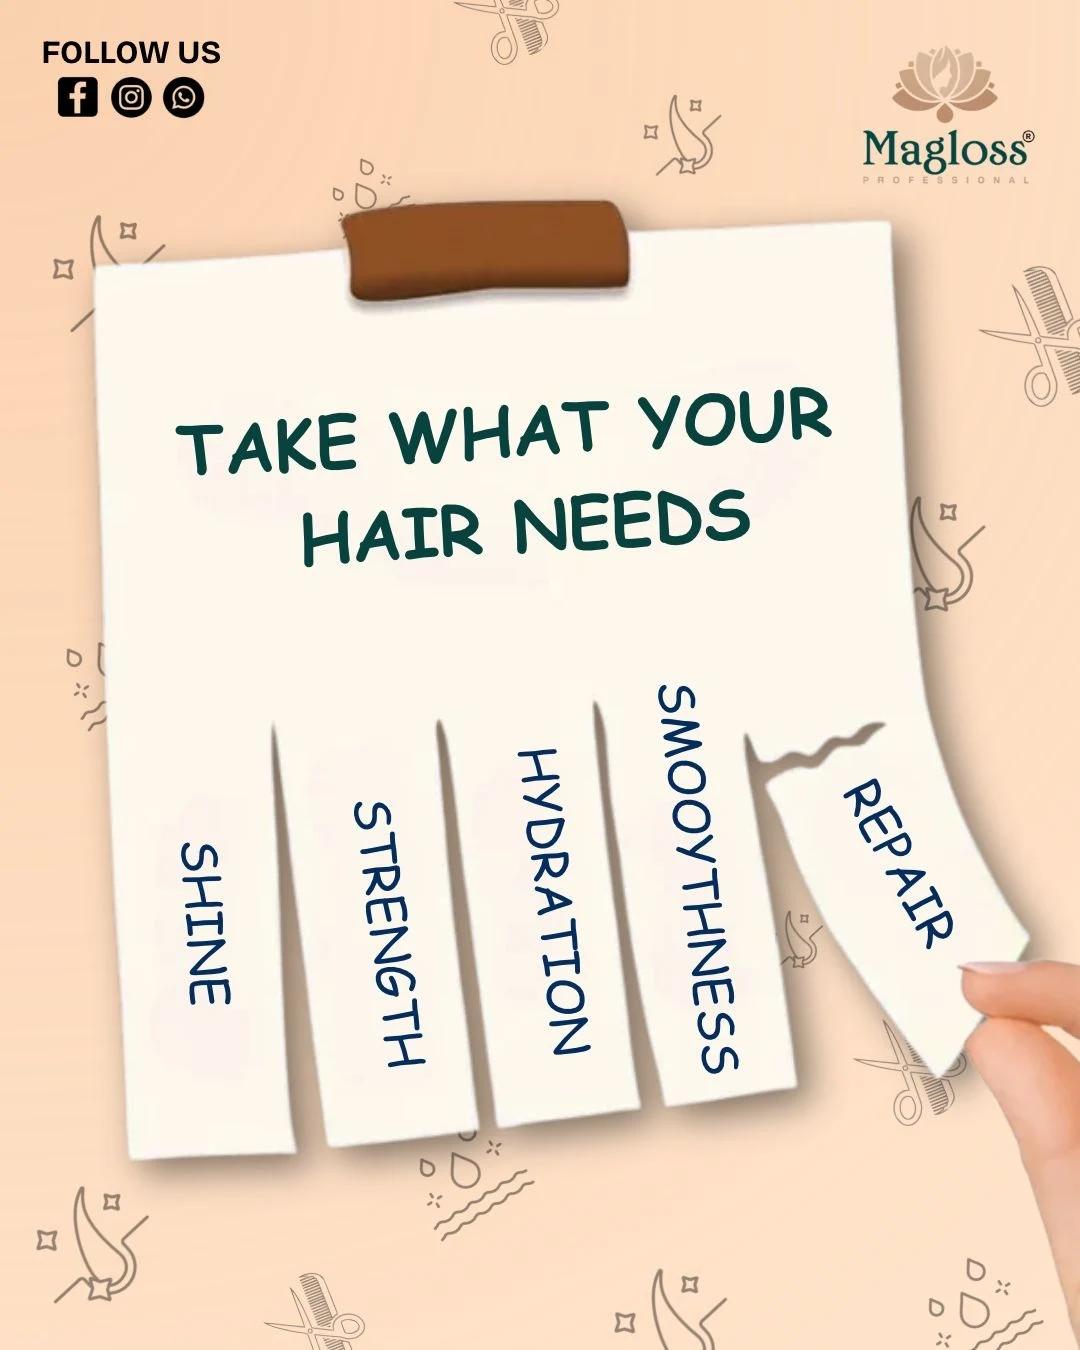 FOLLOW US
Magloss®
PROFESSIONAL
TAKE WHAT YOUR
HAIR NEEDS
SHINE
STRENGTH
HYDRATION
SMOOYTHNESS
REPAIR